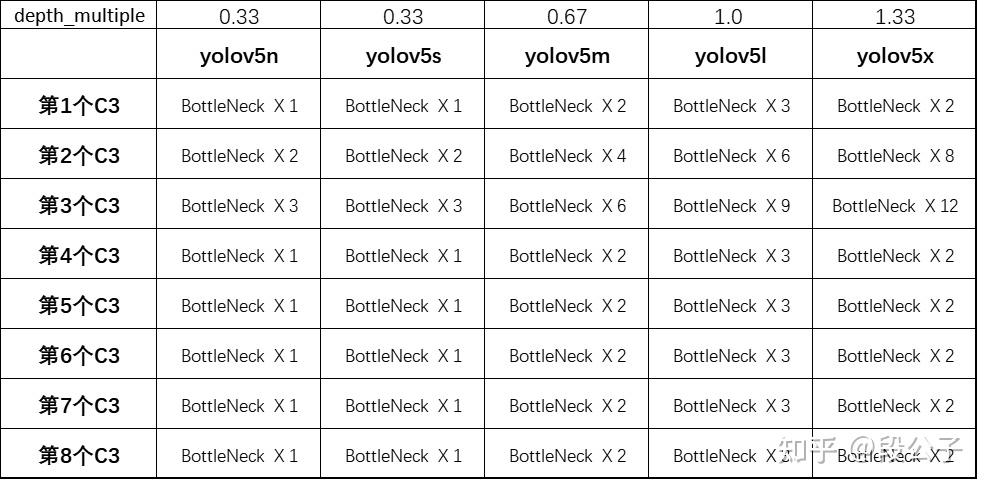 depth_multiple 0.33 0.33 0.67 1.0 1.33
yolov5n yolov5s yolov5m yolov5l yolov5x
第1个C3 BottleNeck X 1 BottleNeck X 1 BottleNeck X 2 BottleNeck X 3 BottleNeck X 2
第2个C3 BottleNeck X 2 BottleNeck X 2 BottleNeck X 4 BottleNeck X 6 BottleNeck X 8
第3个C3 BottleNeck X 3 BottleNeck X 3 BottleNeck X 6 BottleNeck X 9 BottleNeck X 12
第4个C3 BottleNeck X 1 BottleNeck X 1 BottleNeck X 2 BottleNeck X 3 BottleNeck X 2
第5个C3 BottleNeck X 1 BottleNeck X 1 BottleNeck X 2 BottleNeck X 3 BottleNeck X 2
第6个C3 BottleNeck X 1 BottleNeck X 1 BottleNeck X 2 BottleNeck X 3 BottleNeck X 2
第7个C3 BottleNeck X 1 BottleNeck X 1 BottleNeck X 2 BottleNeck X 3 BottleNeck X 2
第8个C3 BottleNeck X 1 BottleNeck X 1 BottleNeck X 2 BottleNeck X BottleNeck X 2
知乎 @段公子